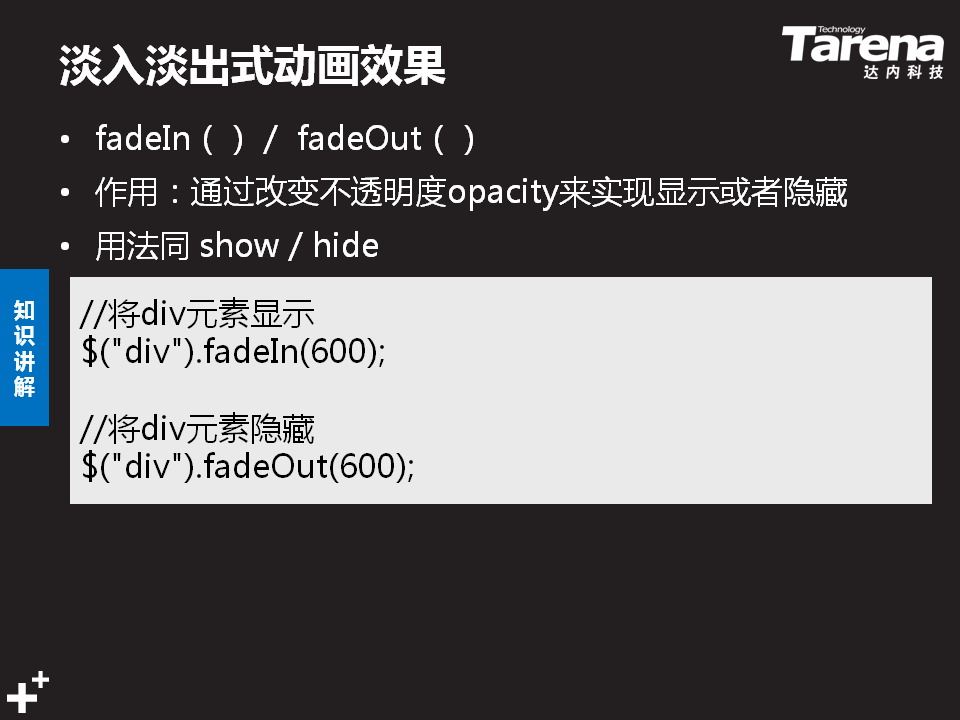 淡入淡出式动画效果
Technology
Tarena
达内科技
• fadeIn（ ） / fadeOut（ ）
• 作用：通过改变不透明度opacity来实现显示或者隐藏
• 用法同 show / hide
知识讲解
//将div元素显示
$("div").fadeIn(600);
//将div元素隐藏
$("div").fadeOut(600);